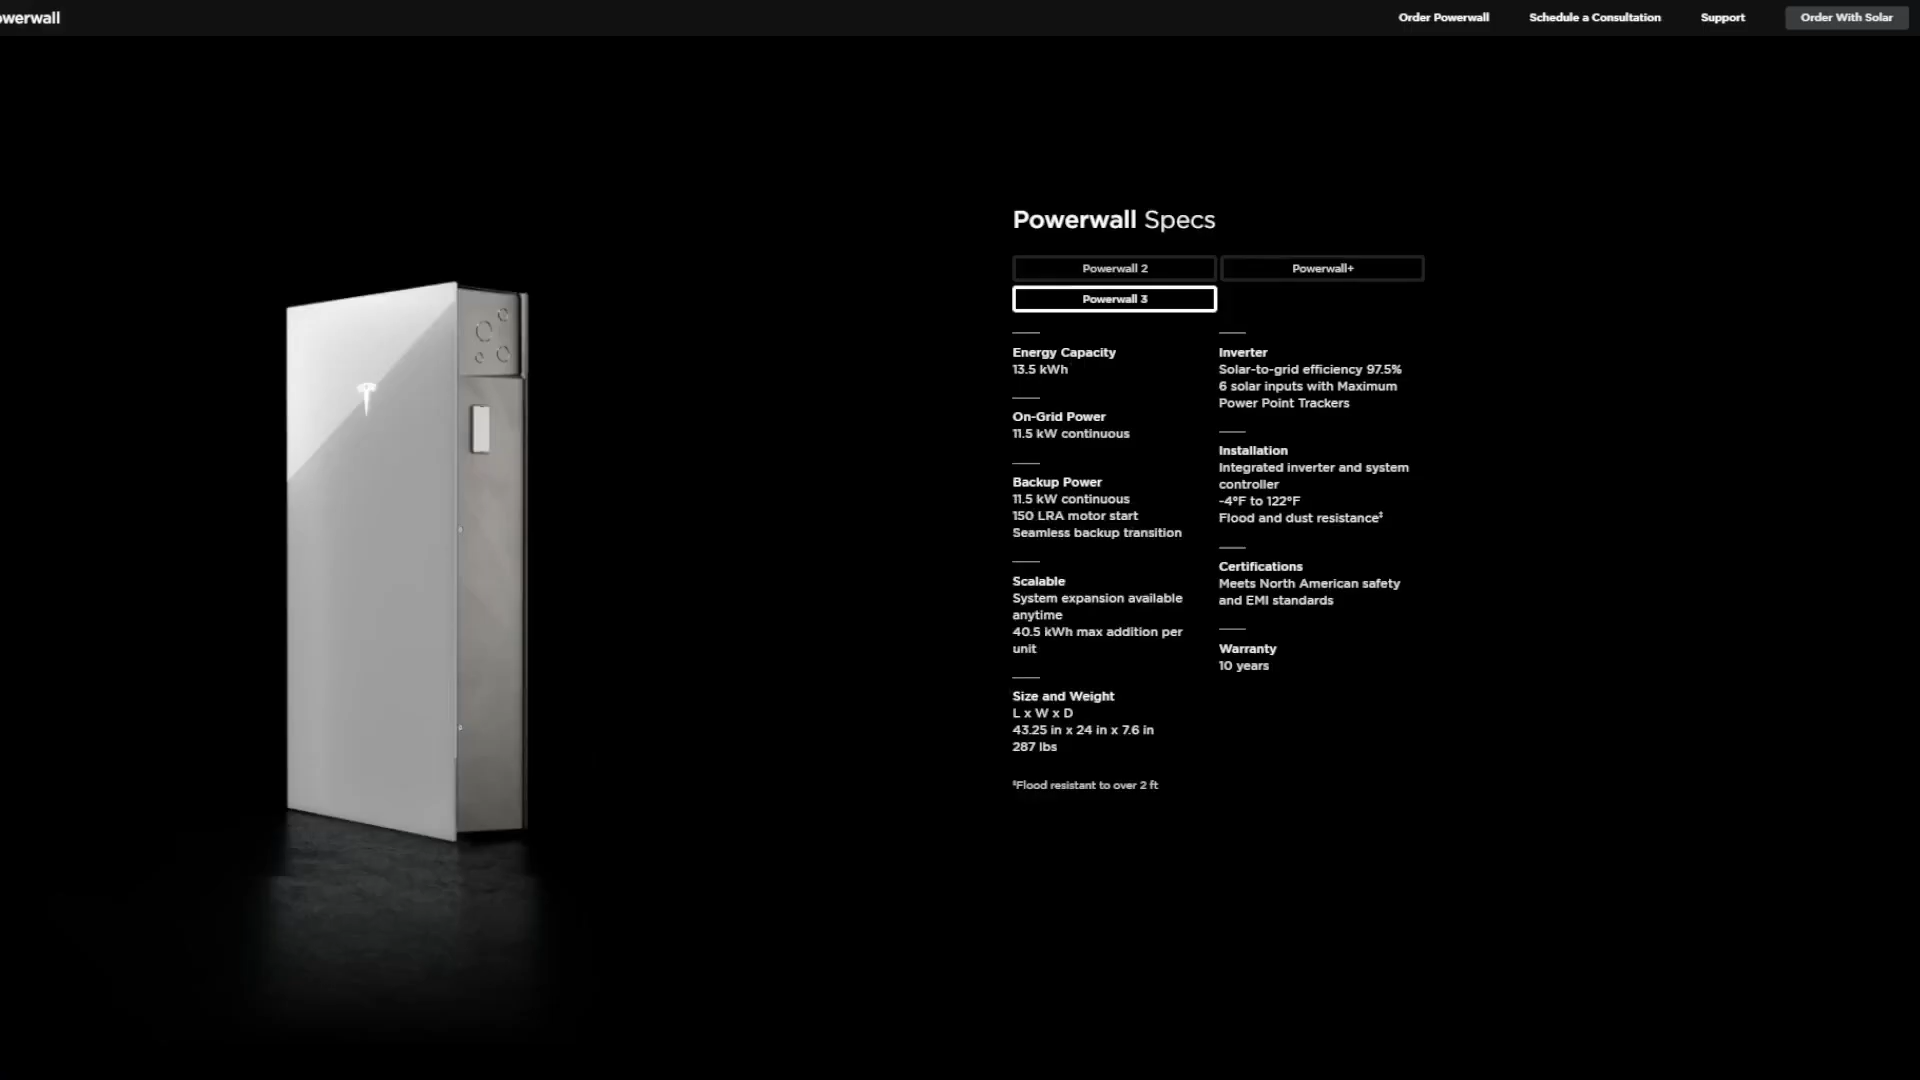 Powerwall
Order Powerwall
Schedule a Consultation
Support
Order With Solar
Powerwall Specs
Powerwall 2
Powerwall+
Powerwall 3
Energy Capacity
13.5 kWh
On-Grid Power
11.5 kW continuous
Backup Power
11.5 kW continuous
150 LRA motor start
Seamless backup transition
Scalable
System expansion available
anytime
40.5 kWh max addition per
unit
Size and Weight
L x W x D
43.25 in x 24 in x 7.6 in
287 lbs
‡Flood resistant to over 2 ft
Inverter
Solar-to-grid efficiency 97.5%
6 solar inputs with Maximum
Power Point Trackers
Installation
Integrated inverter and system
controller
-4°F to 122°F
Flood and dust resistance‡
Certifications
Meets North American safety
and EMI standards
Warranty
10 years